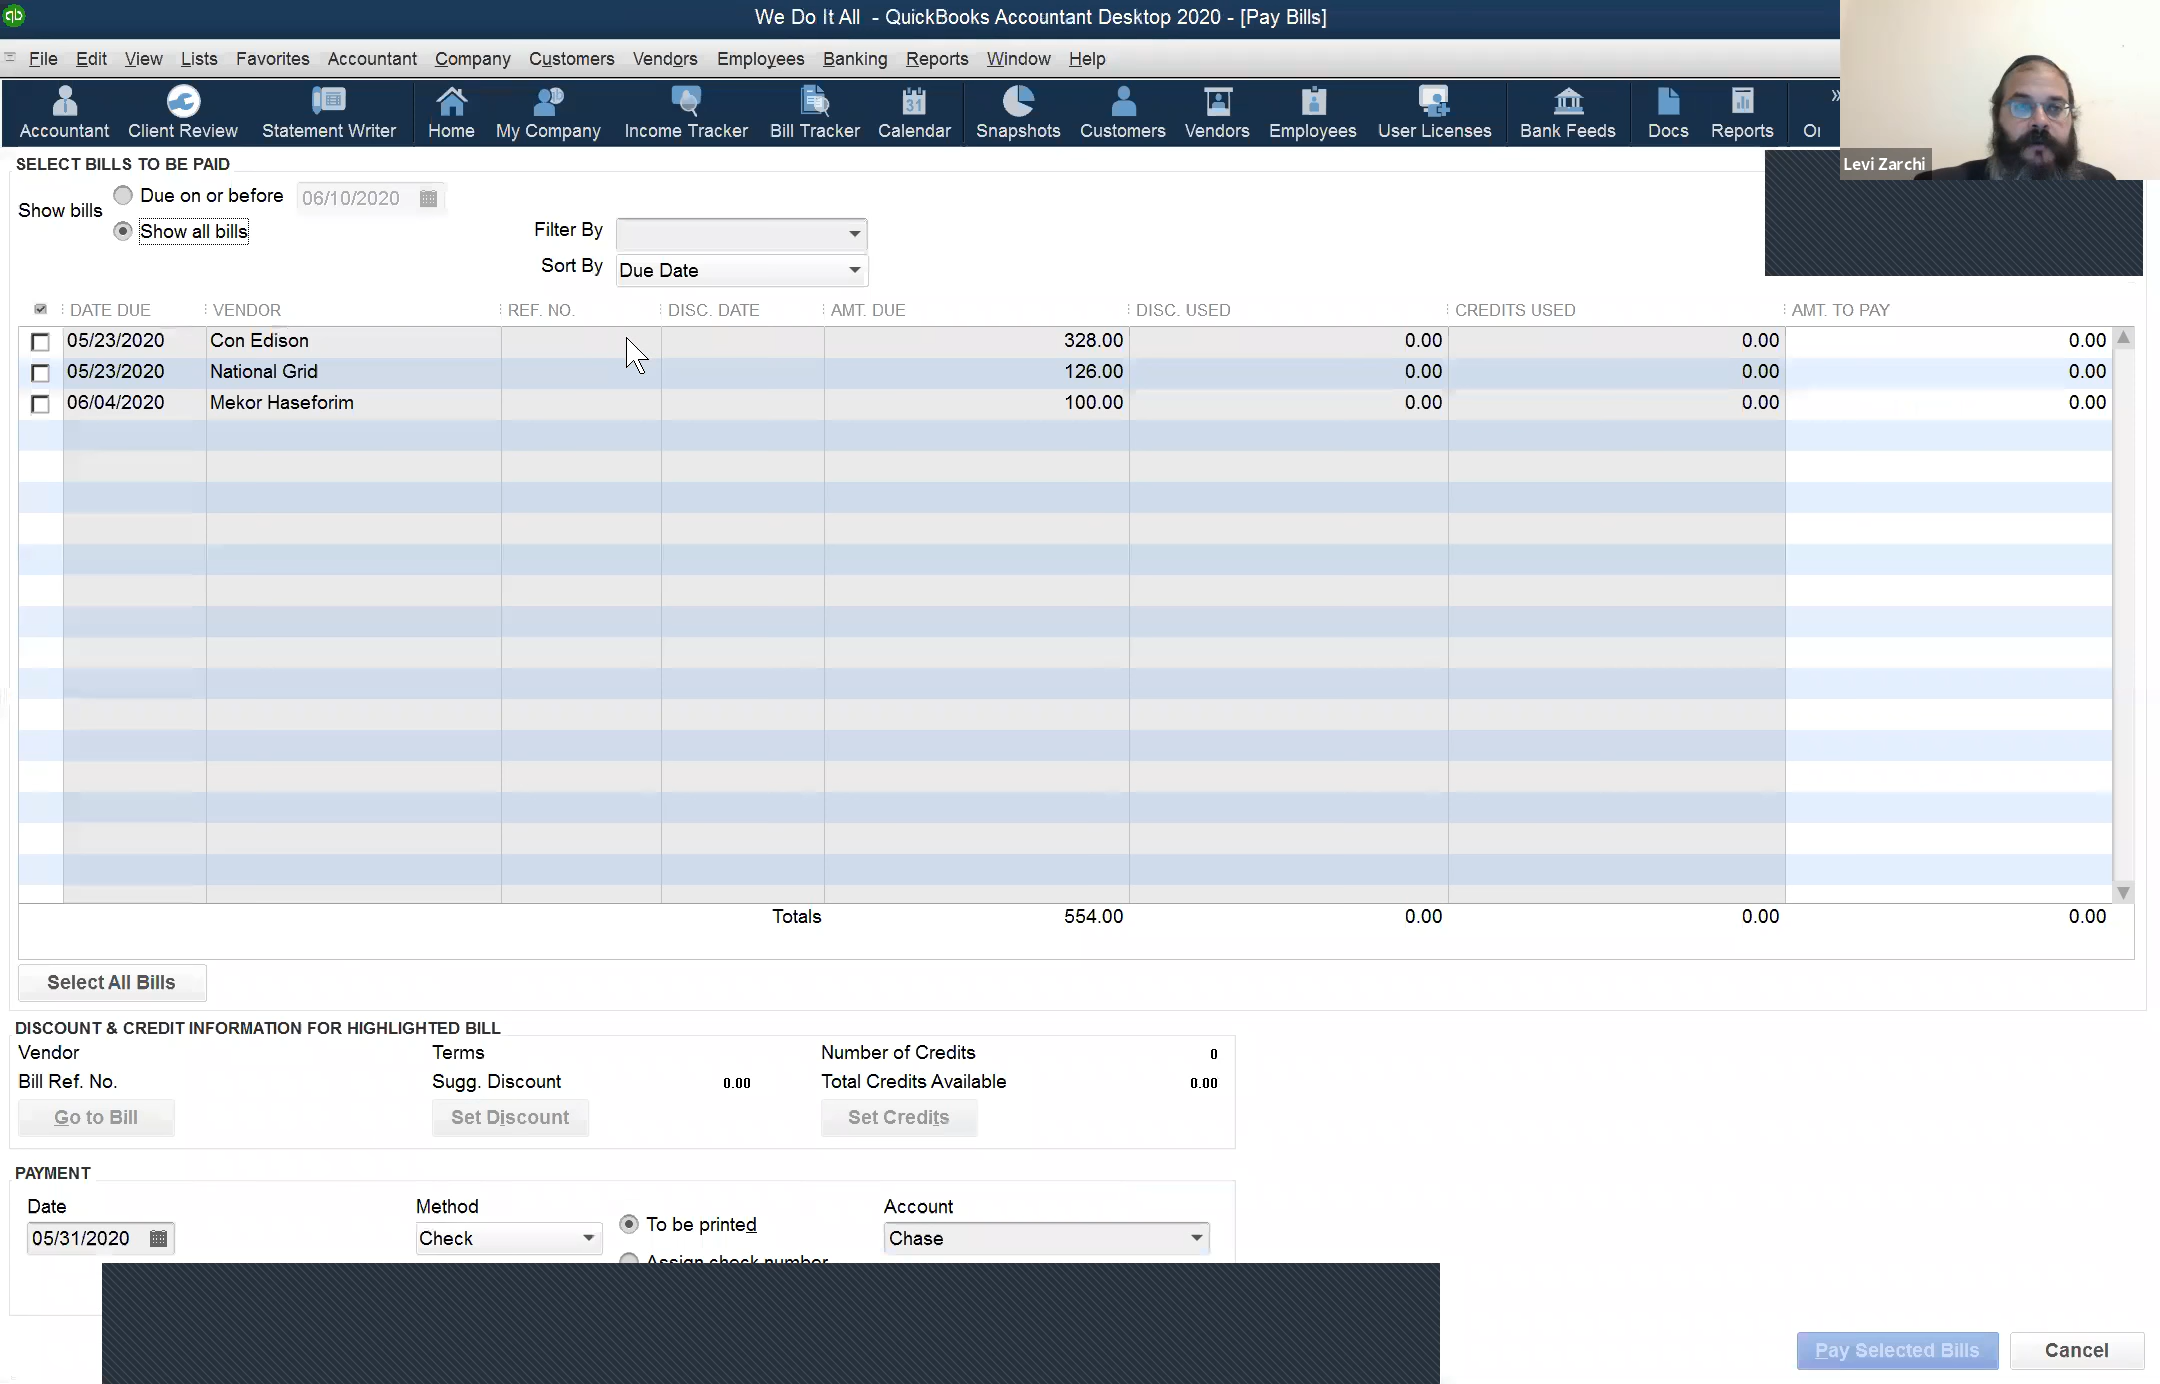 qb
We Do It All - QuickBooks Accountant Desktop 2020 - [Pay Bills]
File Edit View Lists Favorites Accountant Company Customers Vendors Employees Banking Reports Window Help
31
Accountant Client Review Statement Writer Home My Company Income Tracker Bill Tracker Calendar Snapshots Customers Vendors Employees User Licenses Bank Feeds Docs Reports
Levi Zarchi
SELECT BILLS TO BE PAID
Show bills
Due on or before 06/10/2020
Show all bills
Filter By
Sort By Due Date
DATE DUE VENDOR REF. NO. DISC. DATE AMT. DUE DISC. USED CREDITS USED AMT. TO PAY
05/23/2020 Con Edison 328.00 0.00 0.00 0.00
05/23/2020 National Grid 126.00 0.00 0.00 0.00
06/04/2020 Mekor Haseforim 100.00 0.00 0.00 0.00
Totals 554.00 0.00 0.00 0.00
Select All Bills
DISCOUNT & CREDIT INFORMATION FOR HIGHLIGHTED BILL
Vendor Terms Number of Credits 0
Bill Ref. No. Sugg. Discount 0.00 Total Credits Available 0.00
Go to Bill Set Discount Set Credits
PAYMENT
Date Method Account
05/31/2020 Check To be printed Chase
Assign check number
Pay Selected Bills Cancel